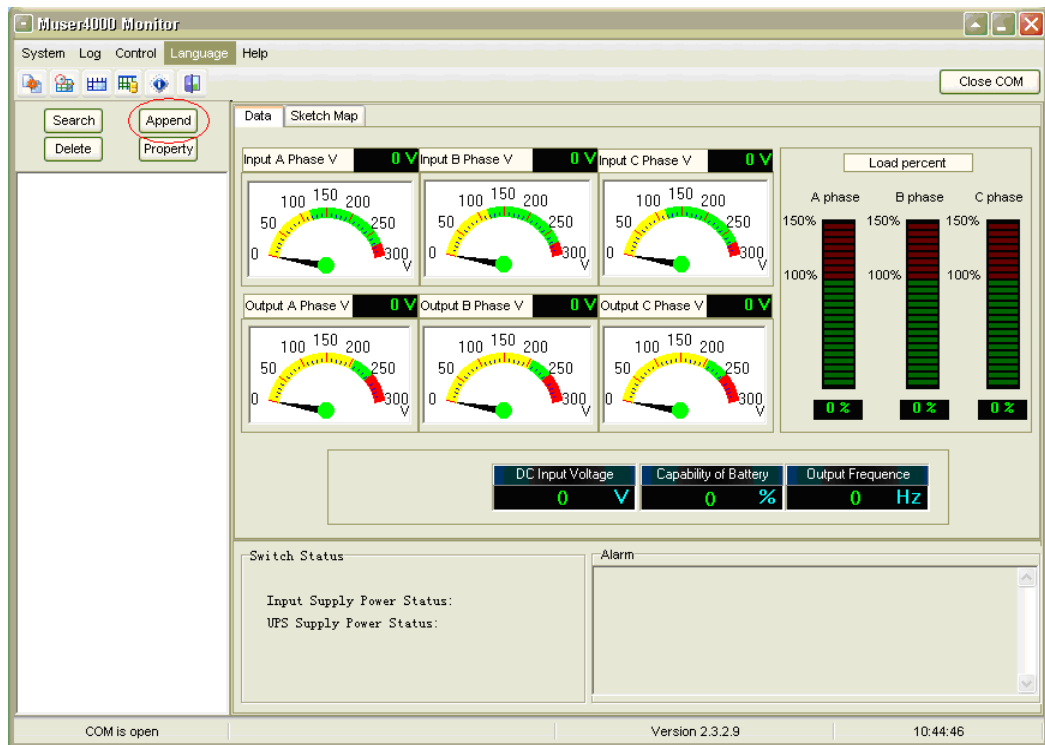 Muser4000 Monitor
System Log Control Language Help
Close COM
Search Append
Delete Property
Data Sketch Map
Input A Phase V 0 V Input B Phase V 0 V Input C Phase V 0 V
0 50 100 150 200 250 300 V
0 50 100 150 200 250 300 V
0 50 100 150 200 250 300 V
Output A Phase V 0 V Output B Phase V 0 V Output C Phase V 0 V
0 50 100 150 200 250 300 V
0 50 100 150 200 250 300 V
0 50 100 150 200 250 300 V
Load percent
A phase B phase C phase
150% 150% 150%
100% 100% 100%
0 % 0 % 0 %
DC Input Voltage Capability of Battery Output Frequence
0 V 0 % 0 Hz
Switch Status
Input Supply Power Status:
UPS Supply Power Status:
Alarm
COM is open Version 2.3.2.9 10:44:46